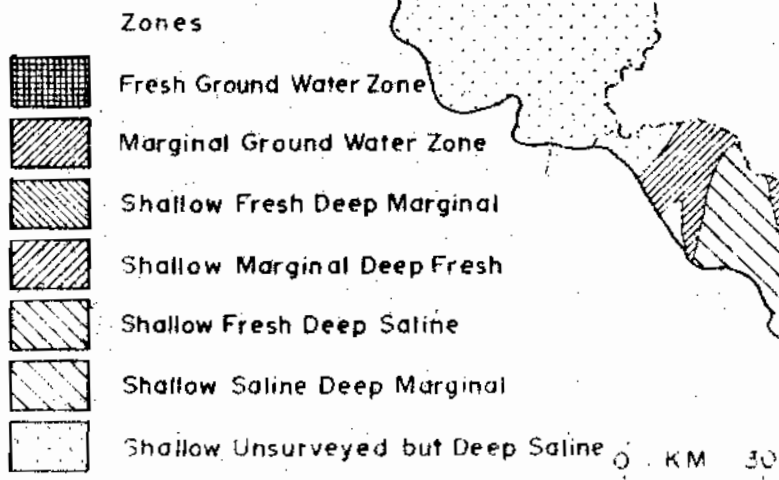 Zones
Fresh Ground Water Zone
Marginal Ground Water Zone
Shallow Fresh Deep Marginal
Shallow Marginal Deep Fresh
Shallow Fresh Deep Saline
Shallow Saline Deep Marginal
Shallow Unsurveyed but Deep Saline
0 KM 30